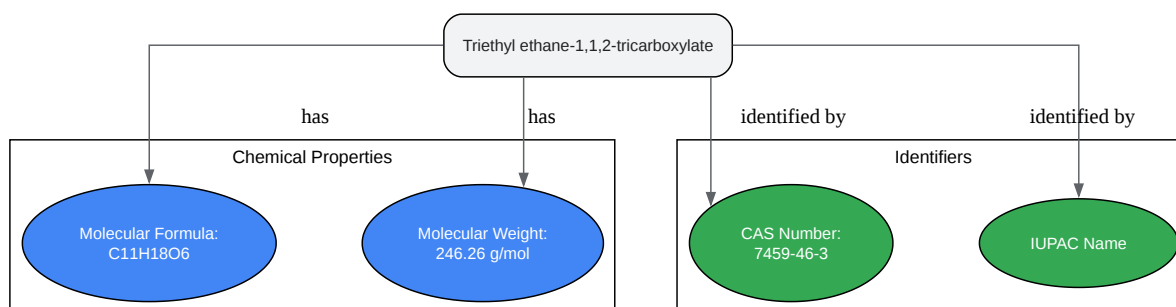 Triethyl ethane-1,1,2-tricarboxylate
has
has
identified by
identified by
Chemical Properties
Identifiers
Molecular Formula:
C11H18O6
Molecular Weight:
246.26 g/mol
CAS Number:
7459-46-3
IUPAC Name